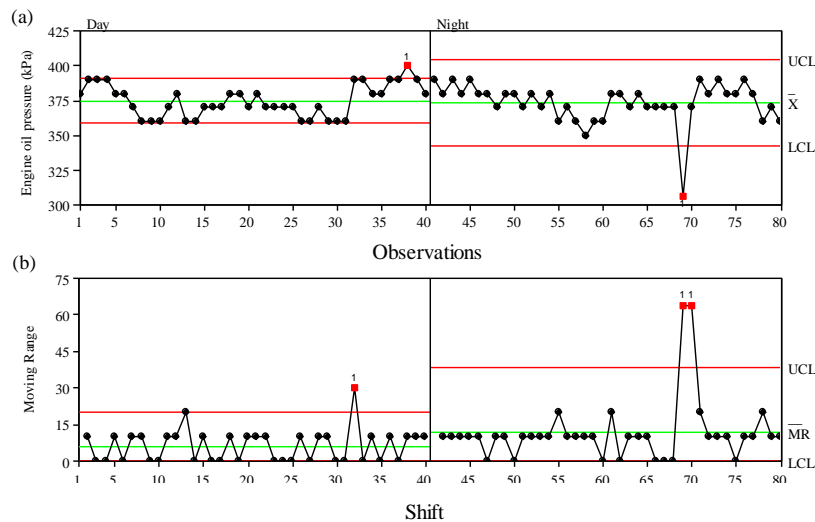 (a)
Day
Night
Engine oil pressure (kPa)
425
400
375
350
325
300
1
1
UCL
X
LCL
1 5 10 15 20 25 30 35 40 45 50 55 60 65 70 75 80
Observations
(b)
Moving Range
75
60
45
30
15
0
1
1 1
UCL
MR
LCL
1 5 10 15 20 25 30 35 40 45 50 55 60 65 70 75 80
Shift